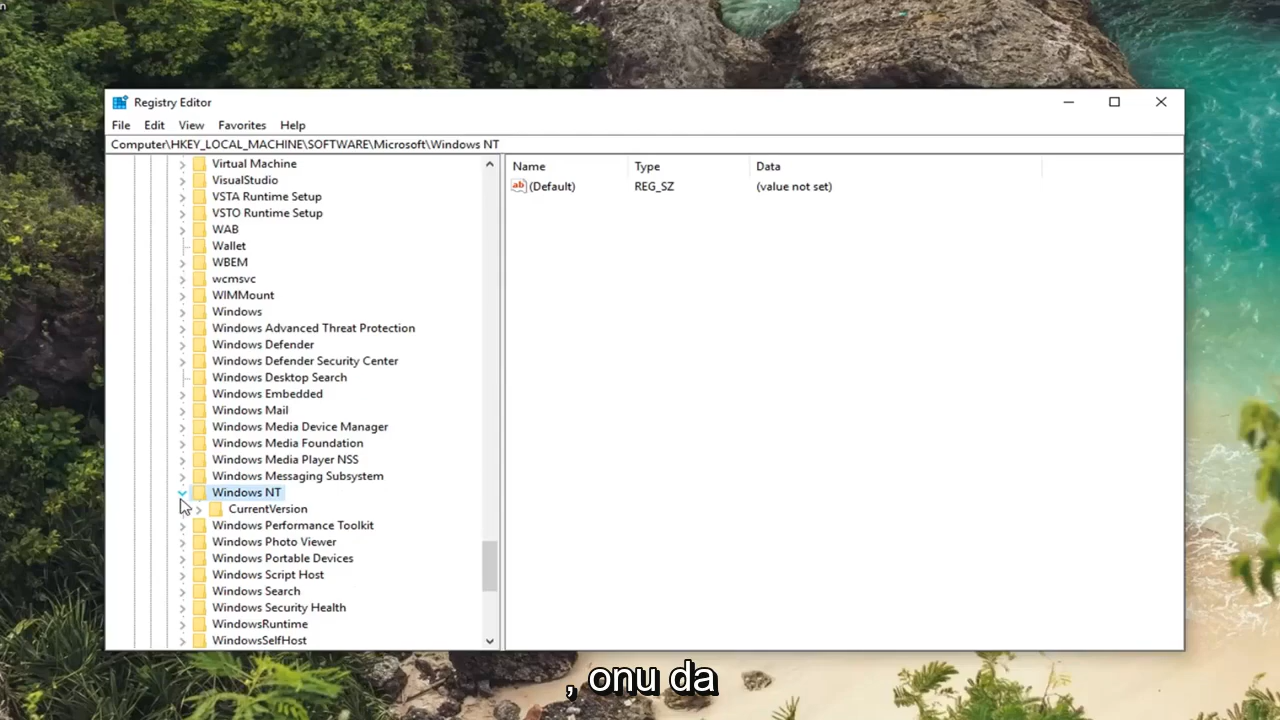 n
Registry Editor
File Edit View Favorites Help
Computer\HKEY_LOCAL_MACHINE\SOFTWARE\Microsoft\Windows NT
Virtual Machine
VisualStudio
VSTA Runtime Setup
VSTO Runtime Setup
WAB
Wallet
WBEM
wcmsvc
WIMMount
Windows
Windows Advanced Threat Protection
Windows Defender
Windows Defender Security Center
Windows Desktop Search
Windows Embedded
Windows Mail
Windows Media Device Manager
Windows Media Foundation
Windows Media Player NSS
Windows Messaging Subsystem
Windows NT
CurrentVersion
Windows Performance Toolkit
Windows Photo Viewer
Windows Portable Devices
Windows Script Host
Windows Search
Windows Security Health
WindowsRuntime
WindowsSelfHost
Name Type Data
ab (Default) REG_SZ (value not set)
, onu da